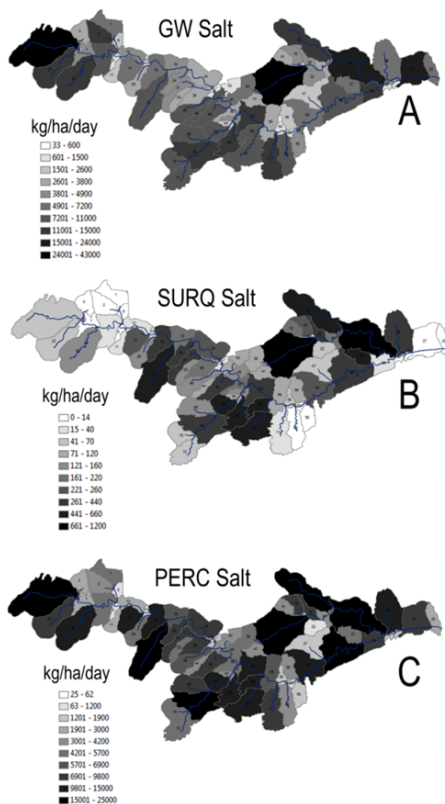 GW Salt
A
kg/ha/day
33 - 600
601 - 1500
1501 - 2600
2601 - 3800
3801 - 4900
4901 - 7200
7201 - 11000
11001 - 15000
15001 - 24000
24001 - 43000
SURQ Salt
B
kg/ha/day
0 - 14
15 - 40
41 - 70
71 - 120
121 - 160
161 - 220
221 - 260
261 - 440
441 - 660
661 - 1200
PERC Salt
C
kg/ha/day
25 - 62
63 - 1200
1201 - 1900
1901 - 3000
3001 - 4200
4201 - 5700
5701 - 6900
6901 - 9800
9801 - 15000
15001 - 25000